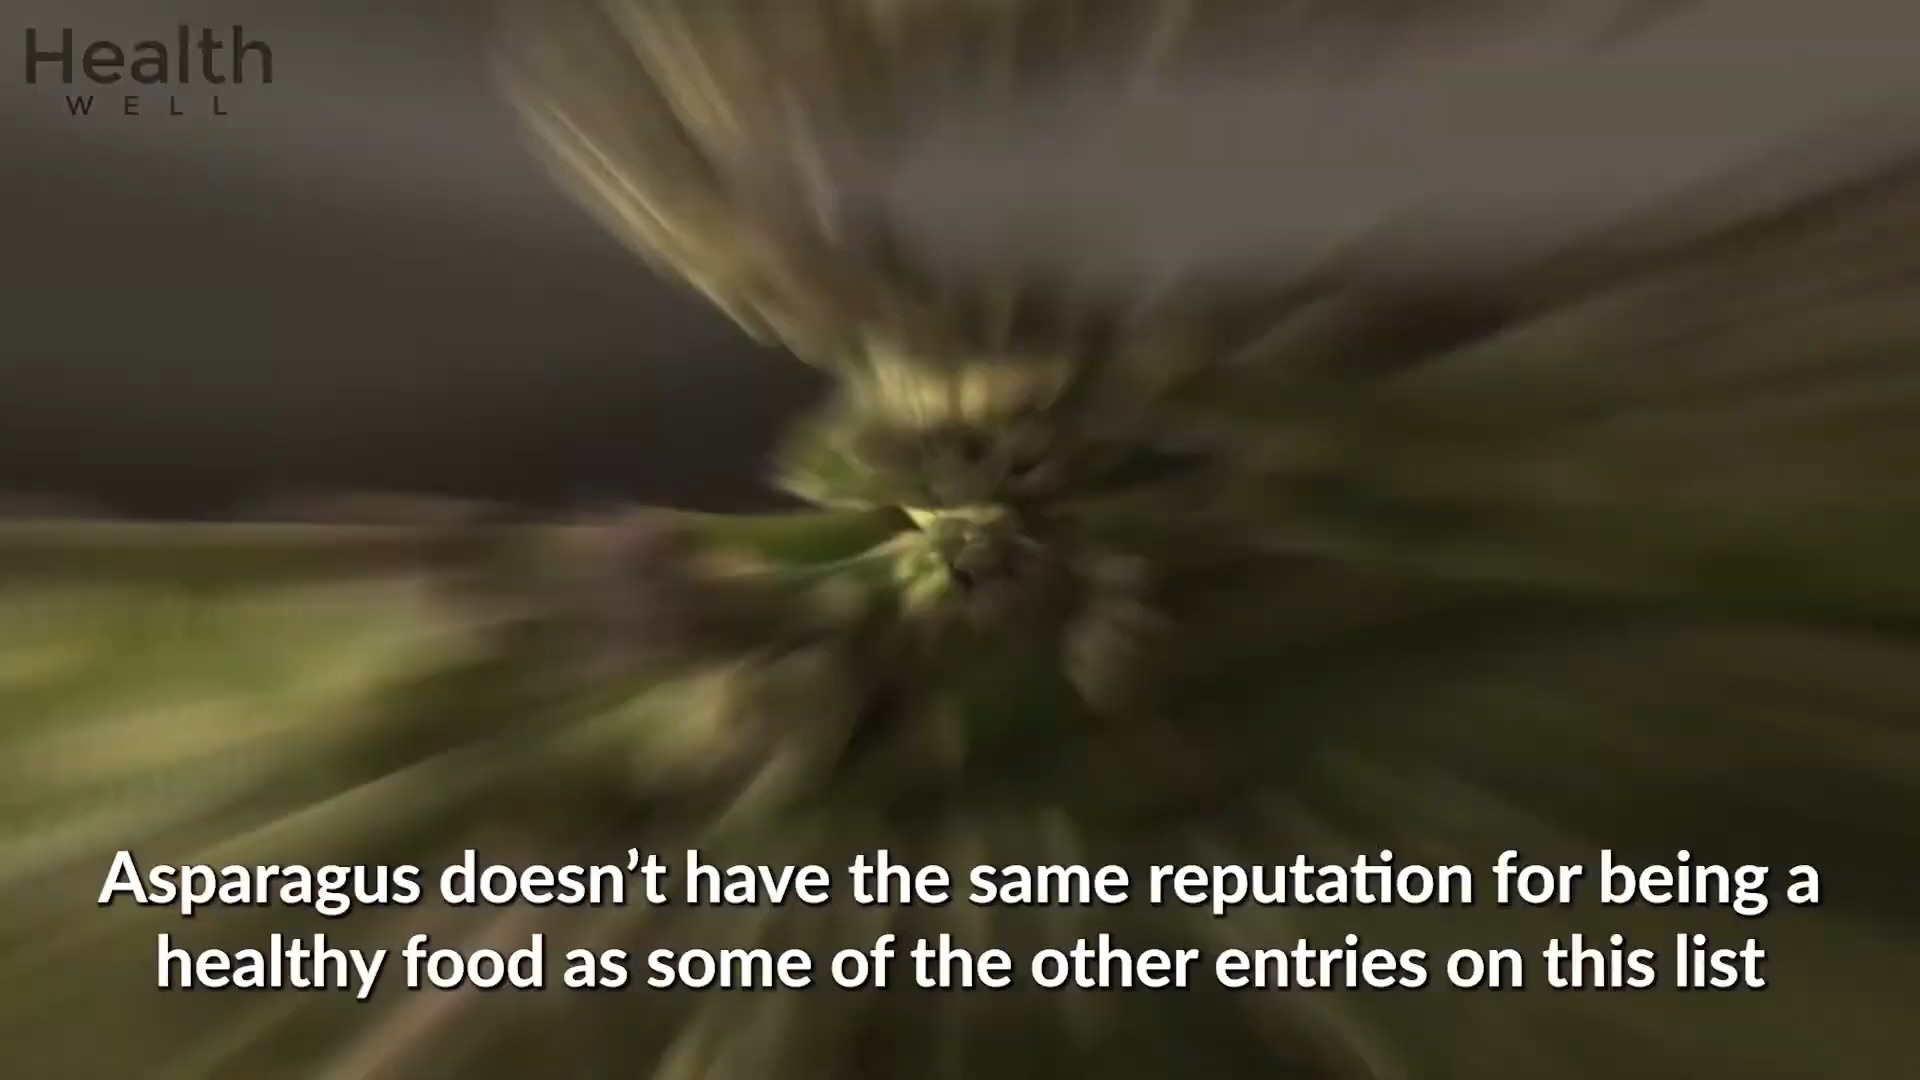 Health
WELL
Asparagus doesn’t have the same reputation for being a
healthy food as some of the other entries on this list